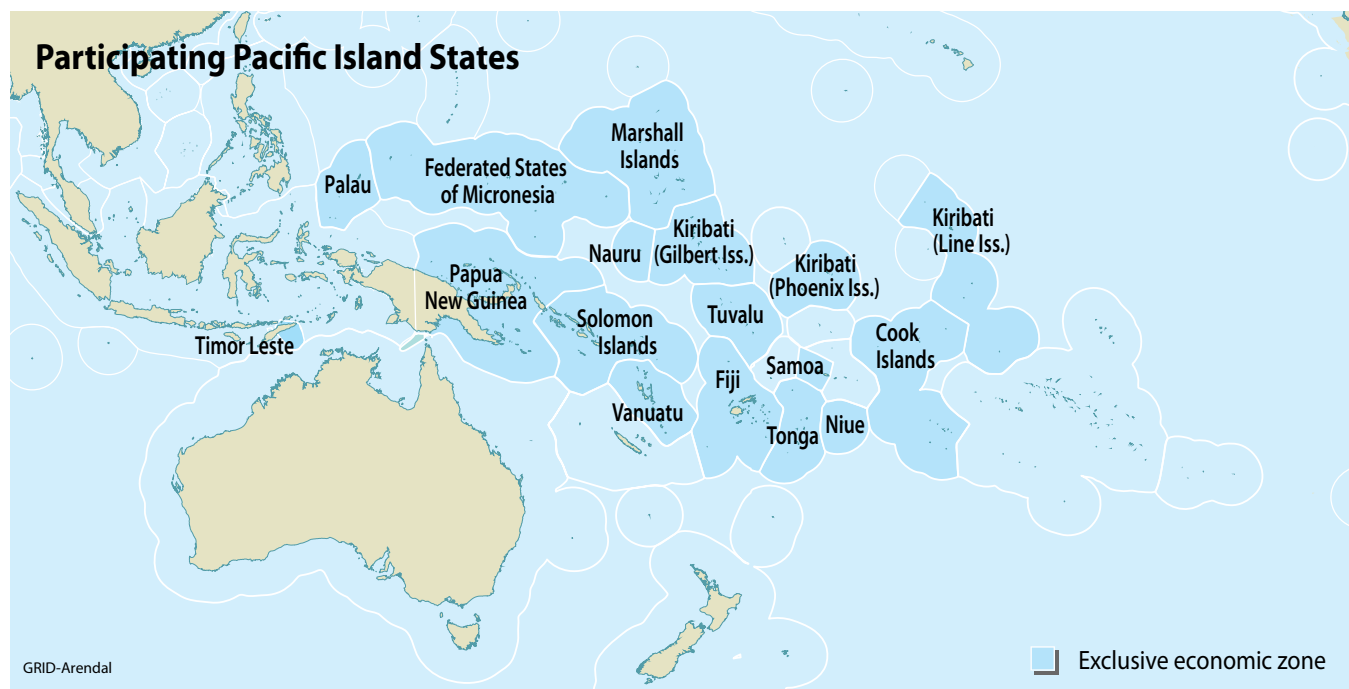 Participating Pacific Island States
Marshall
Islands
Federated States
of Micronesia
Palau
Kiribati
(Line Iss.)
Kiribati
(Gilbert Iss.)
Nauru
Kiribati
(Phoenix Iss.)
Papua
New Guinea
Tuvalu
Solomon
Islands
Cook
Islands
Timor Leste
Samoa
Fiji
Vanuatu
Niue
Tonga
GRID-Arendal
Exclusive economic zone